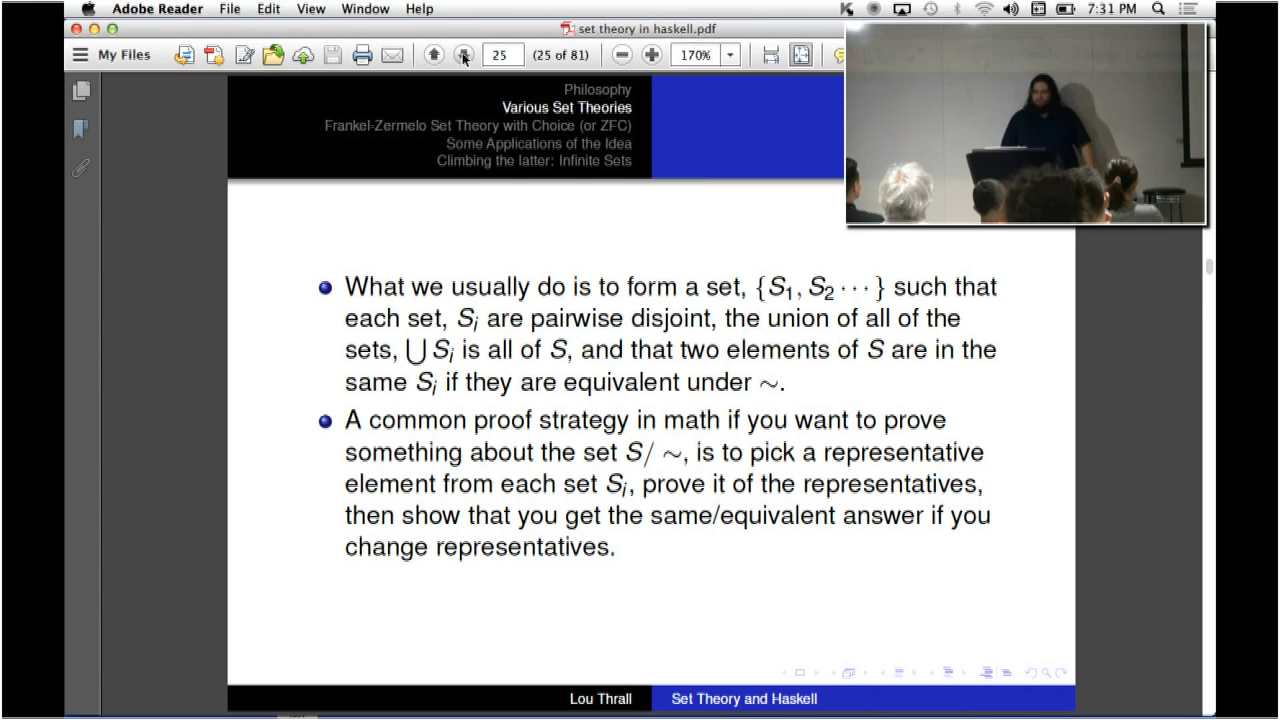 Adobe Reader File Edit View Window Help 7:31 PM
set theory in haskell.pdf
My Files 25 (25 of 81) 170%
Philosophy
Various Set Theories
Frankel-Zermelo Set Theory with Choice (or ZFC)
Some Applications of the Idea
Climbing the latter: Infinite Sets
What we usually do is to form a set, {S₁, S₂ ⋯ } such that
each set, Sᵢ are pairwise disjoint, the union of all of the
sets, ⋃ Sᵢ is all of S, and that two elements of S are in the
same Sᵢ if they are equivalent under ∼.
A common proof strategy in math if you want to prove
something about the set S/ ∼, is to pick a representative
element from each set Sᵢ, prove it of the representatives,
then show that you get the same/equivalent answer if you
change representatives.
Lou Thrall Set Theory and Haskell